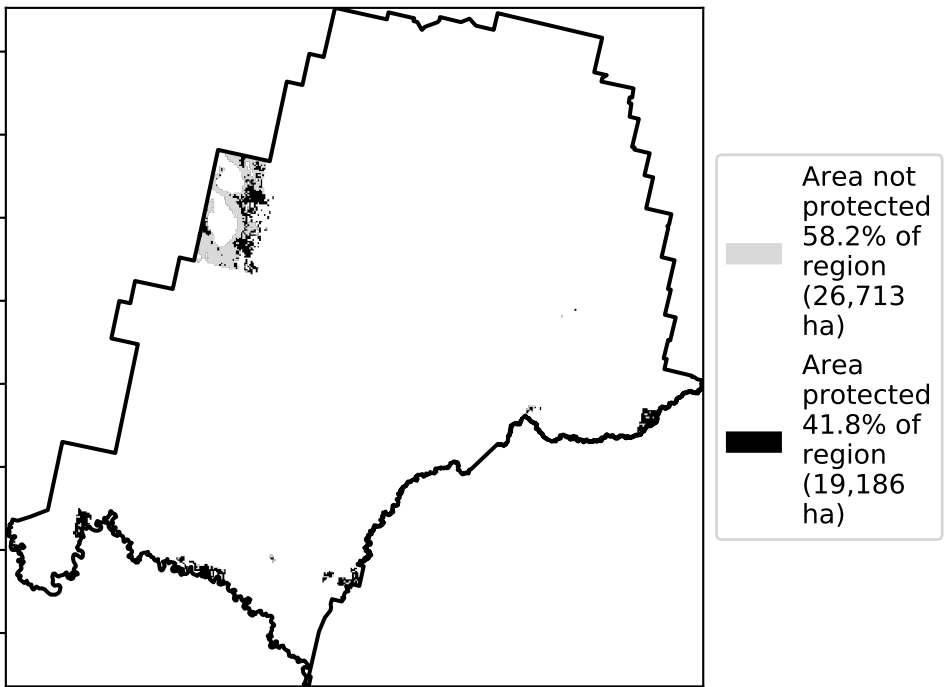 Area not
protected
58.2% of
region
(26,713
ha)
Area
protected
41.8% of
region
(19,186
ha)